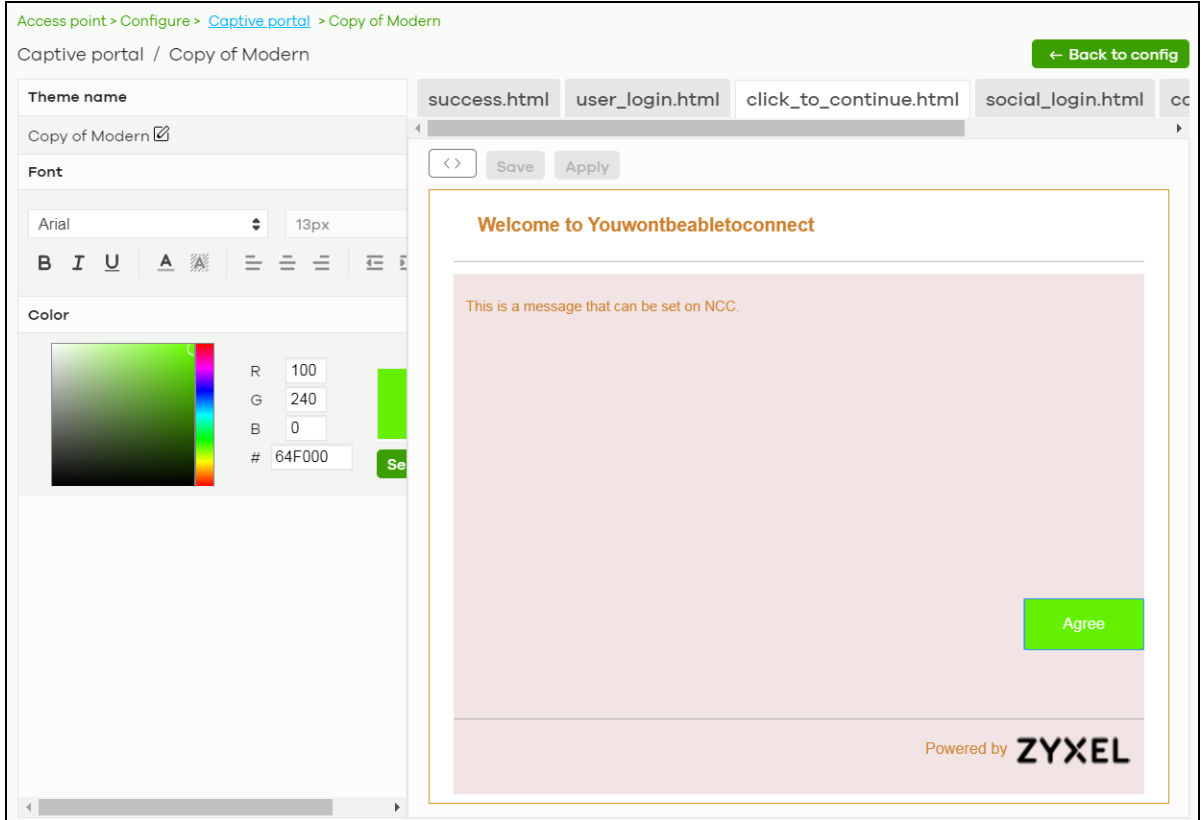 Access point > Configure > Captive portal > Copy of Modern
Captive portal / Copy of Modern
← Back to config
Theme name
Copy of Modern
Font
Arial
13px
B I U A A
Color
R 100
G 240
B 0
# 64F000
Se
success.html user_login.html click_to_continue.html social_login.html
<>
Save
Apply
Welcome to Youwontbeabletoconnect
This is a message that can be set on NCC.
Agree
Powered by ZYXEL